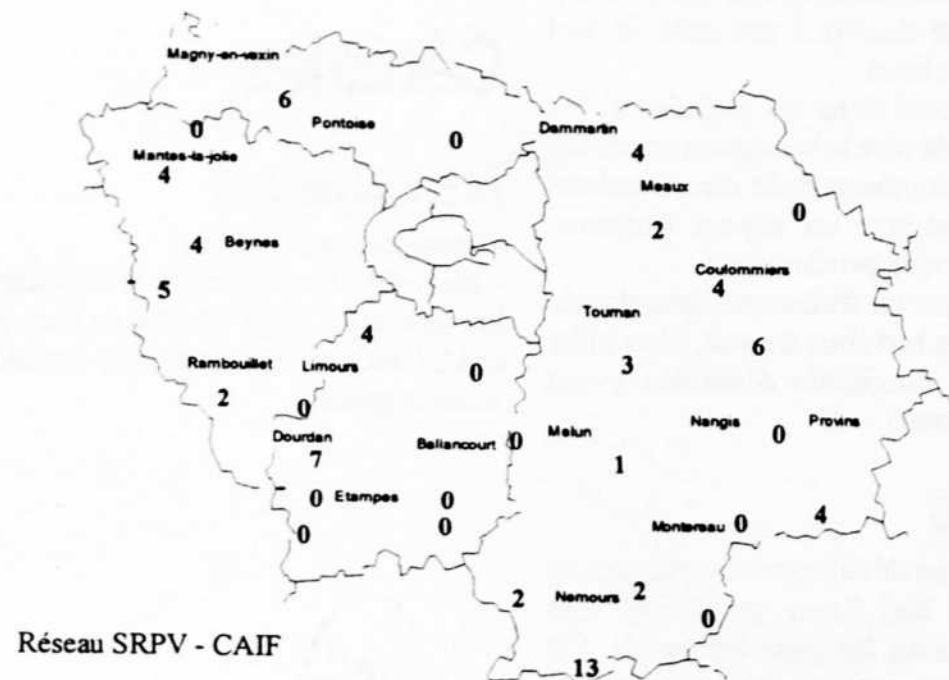 Magny-en-vexin
6
Pontoise
0
0
Dammartin
4
Mantes-la-jolie
4
Meaux
0
2
4 Beynes
Coulommiers
4
5
Tournan
4
6
Rambouillet
Limours
0
3
2
0
Nangis
0
Provins
Dourdan
Ballancourt
0
Melun
7
1
0 Etampes
0
0
0
Montereau 0
4
2
Nemours
2
0
Réseau SRPV - CAIF
13